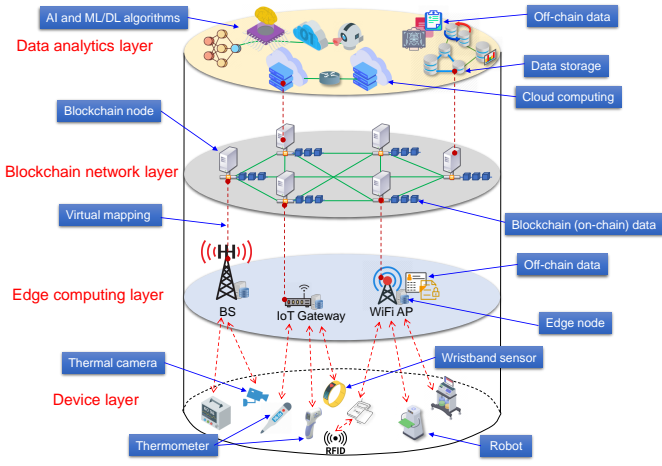 AI and ML/DL algorithms
Off-chain data
Data analytics layer
Data storage
Cloud computing
Blockchain node
Blockchain network layer
Virtual mapping
Blockchain (on-chain) data
Off-chain data
Edge computing layer
BS
IoT Gateway
WiFi AP
Edge node
Thermal camera
Wristband sensor
Device layer
Thermometer
RFID
Robot